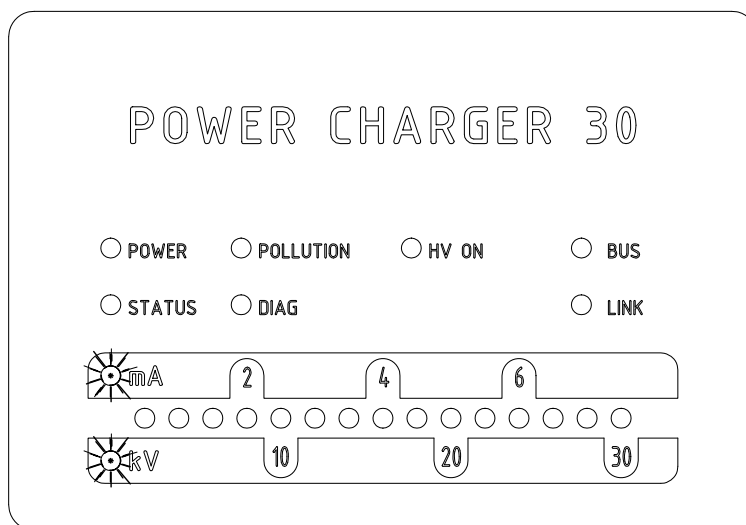 POWER CHARGER 30
POWER POLLUTION HV ON BUS
STATUS DIAG LINK
mA 2 4 6
kV 10 20 30